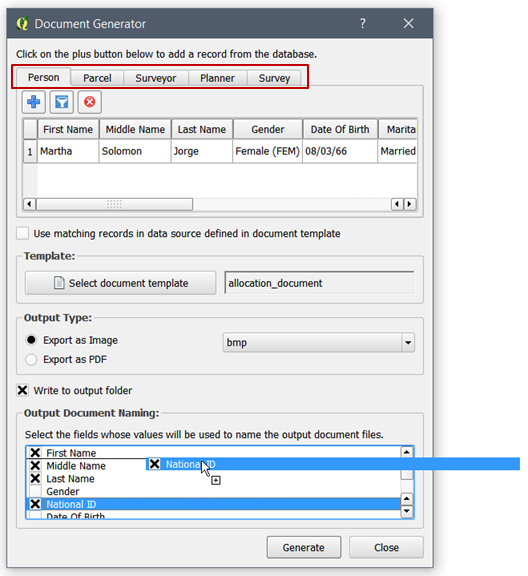 Document Generator
Click on the plus button below to add a record from the database.
Person Parcel Surveyor Planner Survey
First Name Middle Name Last Name Gender Date Of Birth Marita
1 Martha Solomon Jorge Female (FEM) 08/03/66 Married
Use matching records in data source defined in document template
Template:
Select document template allocation_document
Output Type:
Export as Image bmp
Export as PDF
Write to output folder
Output Document Naming:
Select the fields whose values will be used to name the output document files.
First Name
Middle Name National ID
Last Name
Gender
National ID
Date Of Birth
Generate Close